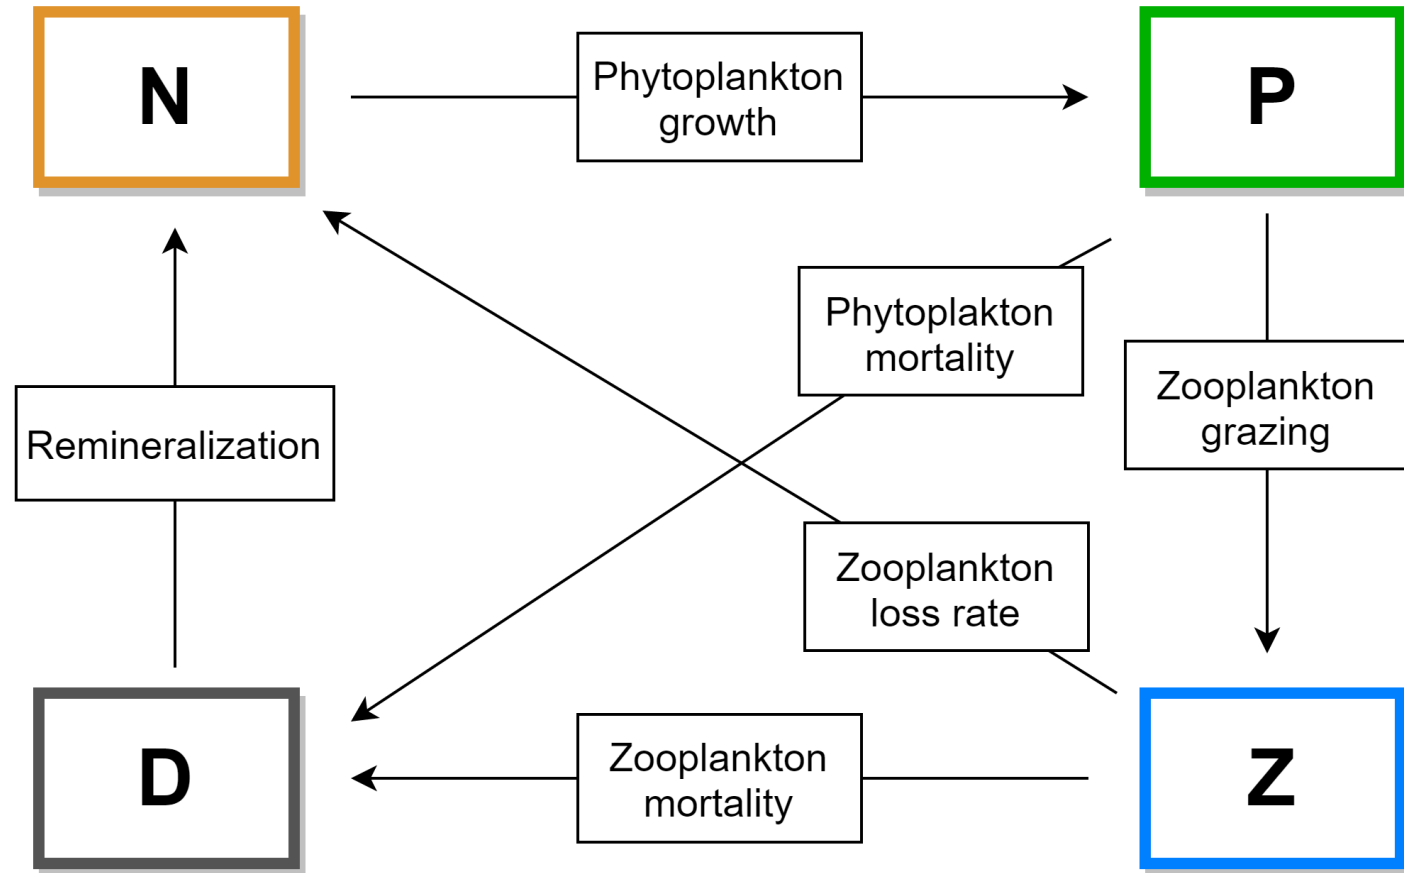 N
Phytoplankton
growth
P
Phytoplakton
mortality
Zooplankton
grazing
Remineralization
Zooplankton
loss rate
D
Zooplankton
mortality
Z